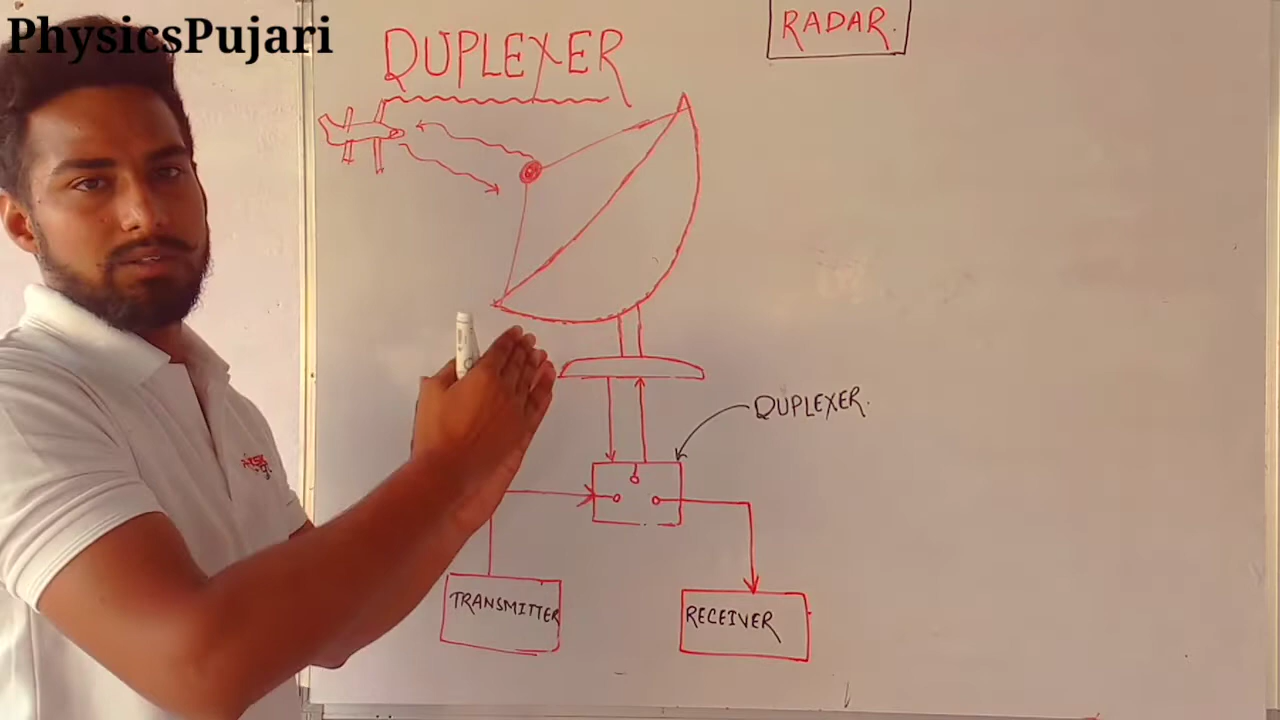 PhysicsPujari
DUPLEXER
RADAR.
DUPLEXER.
TRANSMITTER
RECEIVER